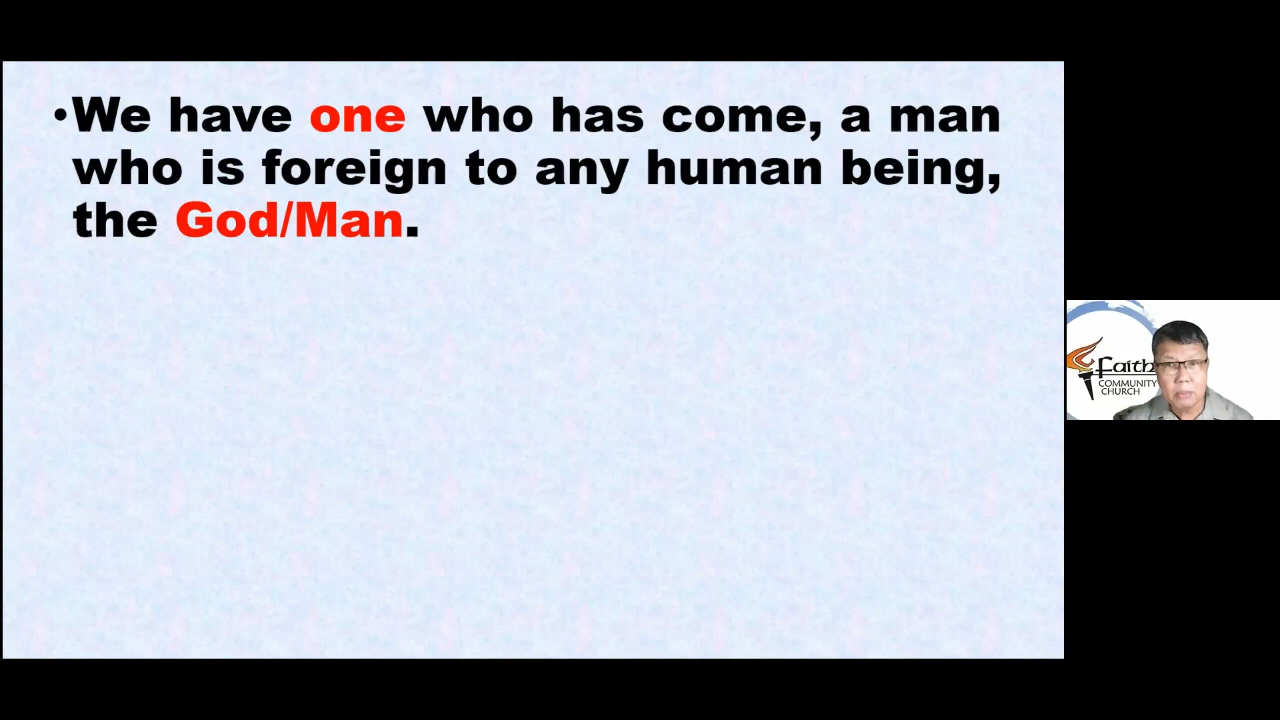 •We have one who has come, a man
who is foreign to any human being,
the God/Man.
Faith
COMMUNITY
CHURCH